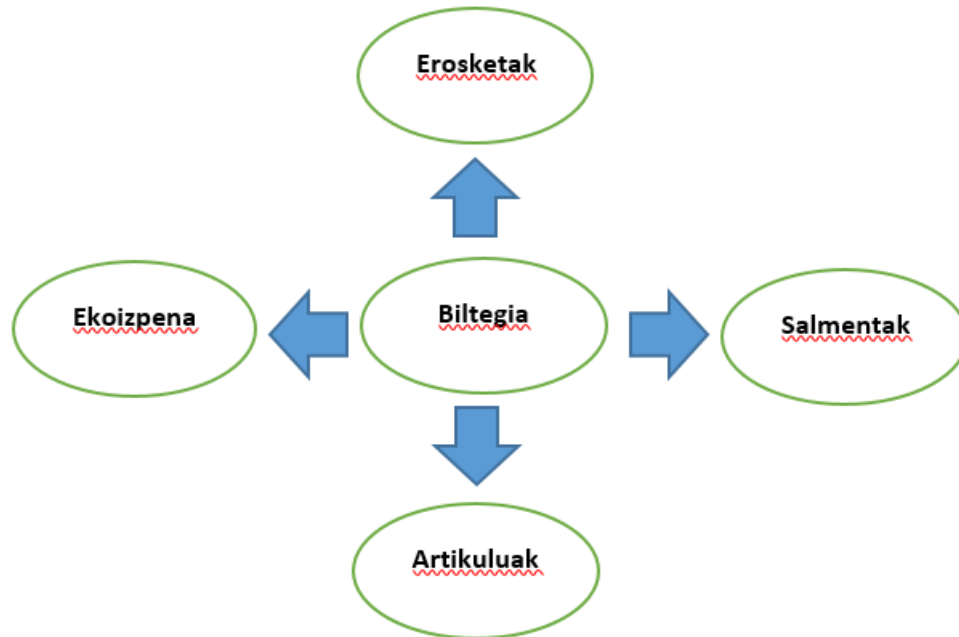 Erosketak
Ekoizpena
Biltegia
Salmentak
Artikuluak